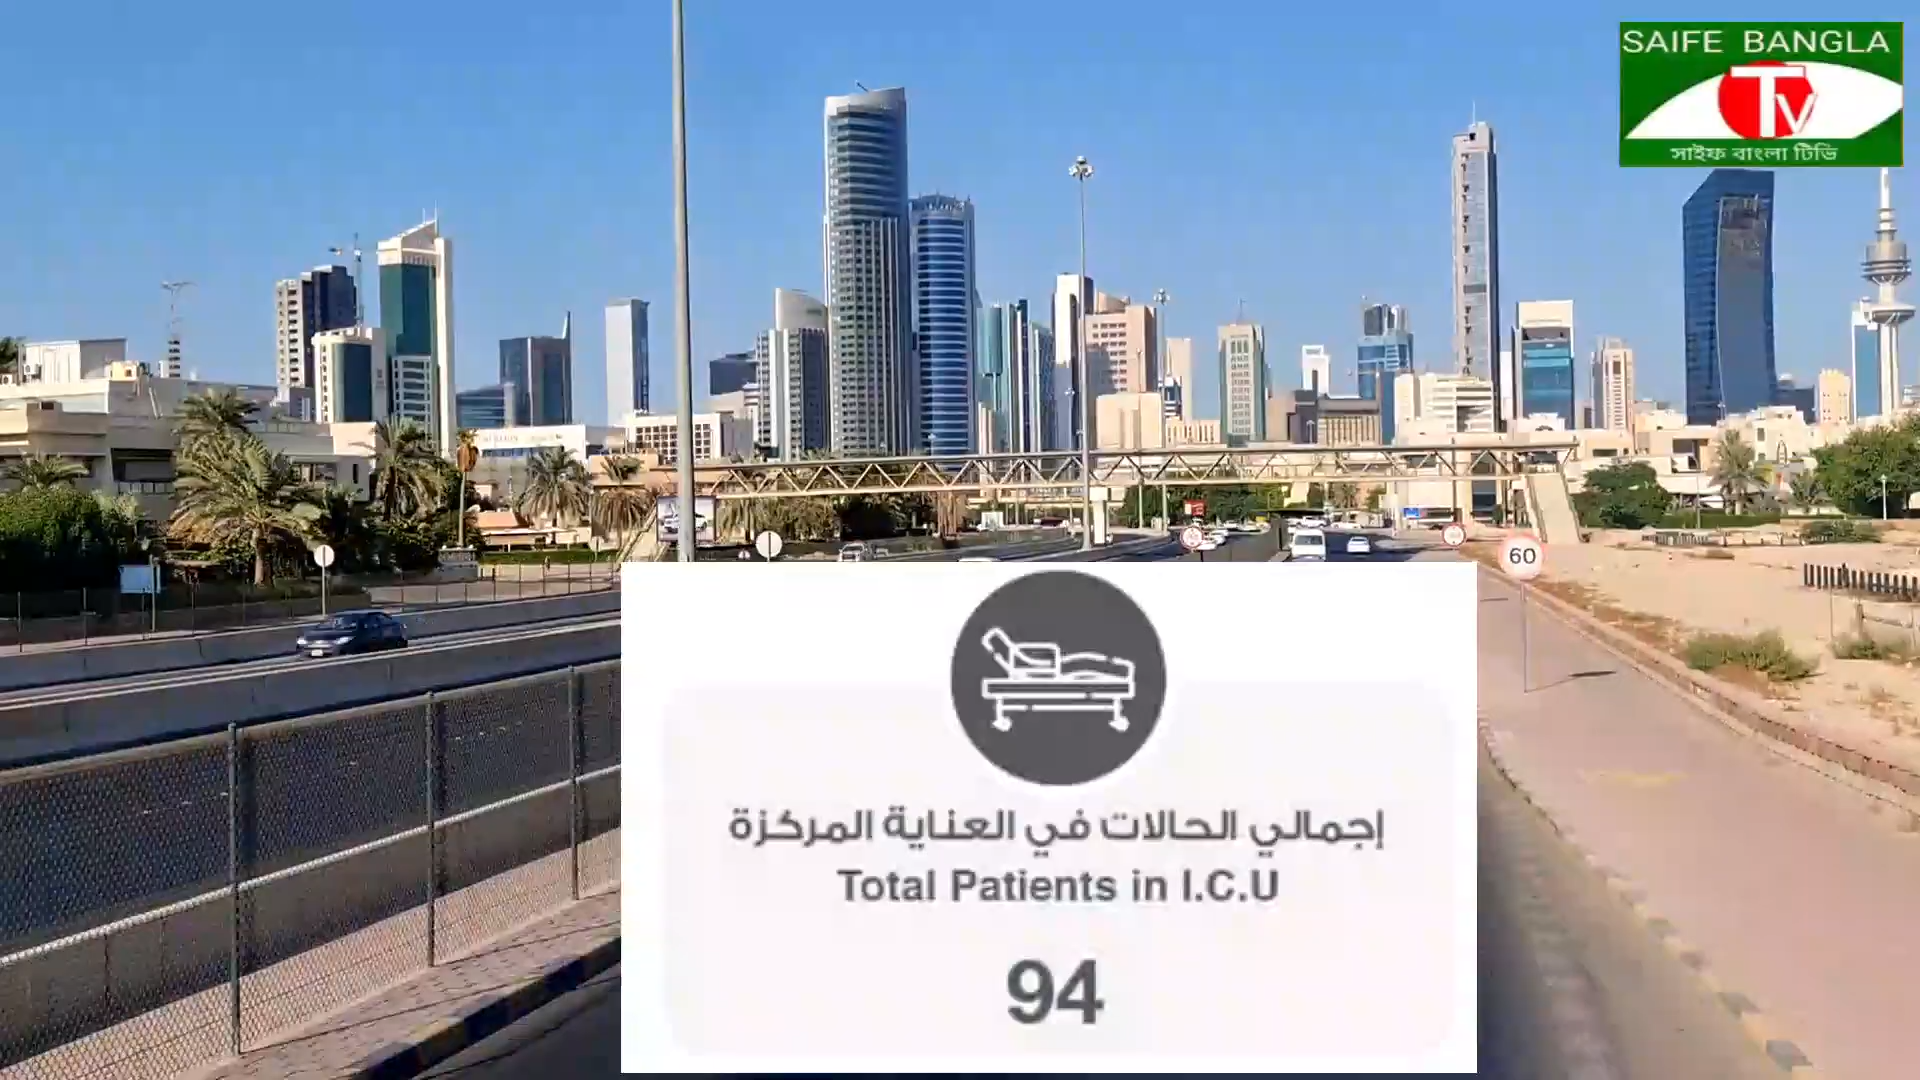 SAIFE BANGLA
TV
সাইফ বাংলা টিভি
60
إجمالي الحالات في العناية المركزة
Total Patients in I.C.U
94